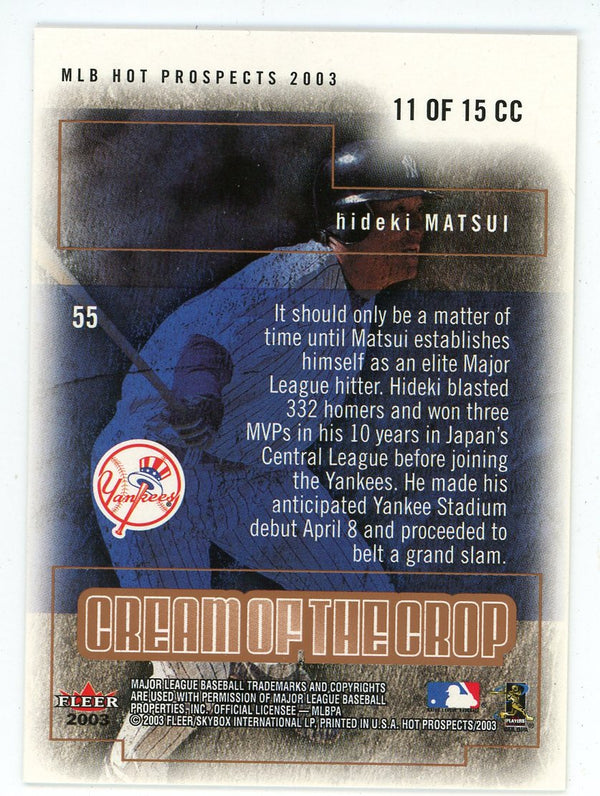 MLB HOT PROSPECTS 2003
11 OF 15 CC
hideki MATSUI
55
It should only be a matter of
time until Matsui establishes
himself as an elite Major
League hitter. Hideki blasted
332 homers and won three
MVPs in his 10 years in Japan's
Central League before joining
the Yankees. He made his
anticipated Yankee Stadium
debut April 8 and proceeded to
belt a grand slam.
Yankees
CREAM OF THE CROP
MAJOR LEAGUE BASEBALL TRADEMARKS AND COPYRIGHTS
ARE USED WITH PERMISSION OF MAJOR LEAGUE BASEBALL
PROPERTIES, INC. OFFICIAL LICENSEE — MLBPA
© 2003 FLEER/SKYBOX INTERNATIONAL LP, PRINTED IN U.S.A. HOT PROSPECTS/2003
FLEER
2003
PLAYERS